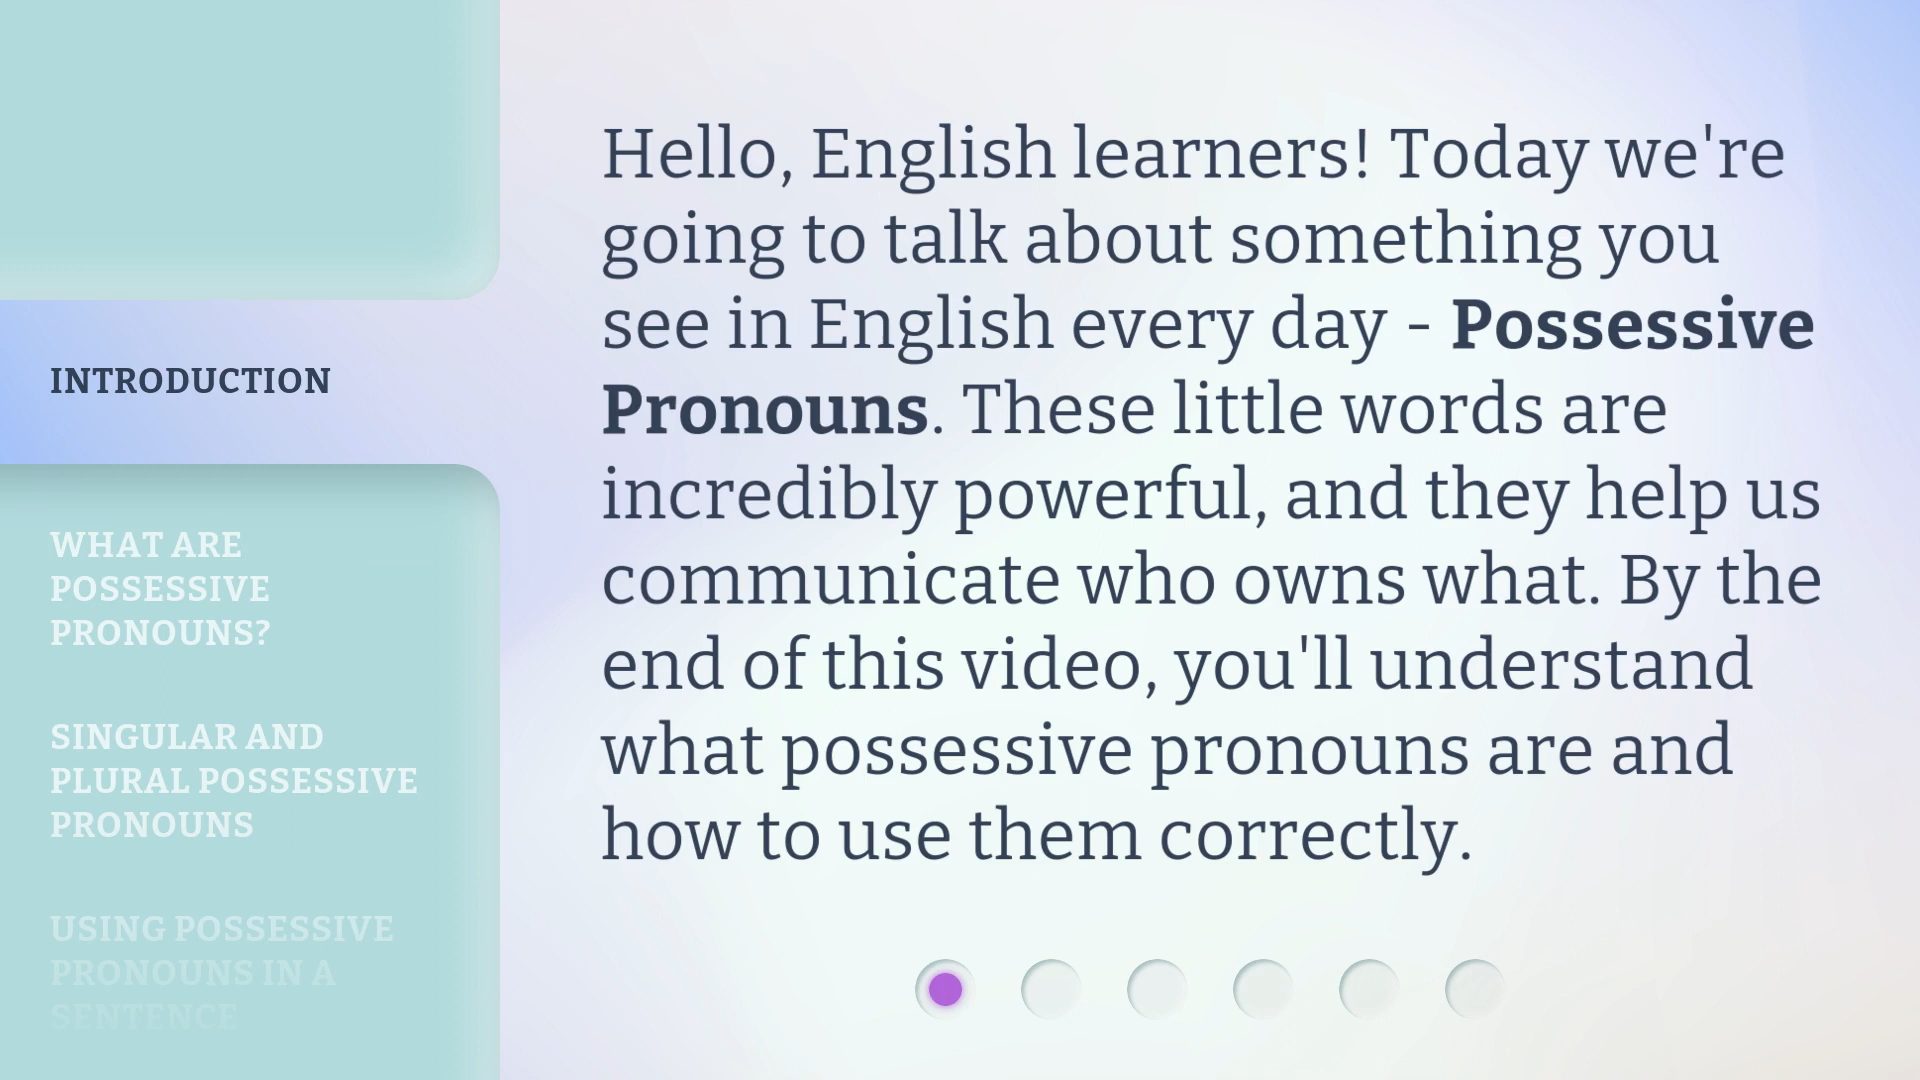 INTRODUCTION
WHAT ARE
POSSESSIVE
PRONOUNS?
SINGULAR AND
PLURAL POSSESSIVE
PRONOUNS
USING POSSESSIVE
PRONOUNS IN A
SENTENCE
Hello, English learners! Today we're
going to talk about something you
see in English every day - Possessive
Pronouns. These little words are
incredibly powerful, and they help us
communicate who owns what. By the
end of this video, you'll understand
what possessive pronouns are and
how to use them correctly.